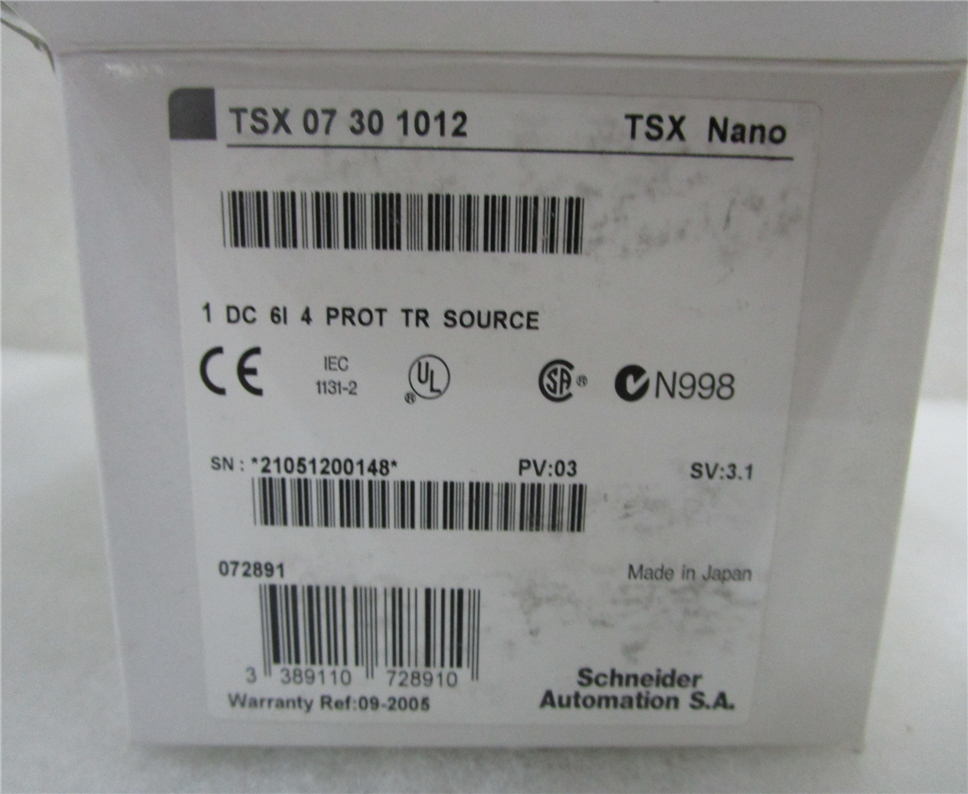 TSX 07 30 1012 TSX Nano
1 DC 6I 4 PROT TR SOURCE
CE IEC 1131-2 UL ® SA ® N998
SN : *21051200148* PV:03 SV:3.1
072891 Made in Japan
3 389110 728910
Schneider
Warranty Ref:09-2005 Automation S.A.